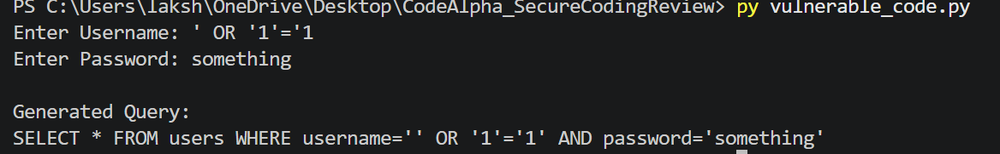 PS C:\Users\laksh\OneDrive\Desktop\CodeAlpha_SecureCodingReview> py vulnerable_code.py
Enter Username: ' OR '1'='1
Enter Password: something
Generated Query:
SELECT * FROM users WHERE username='' OR '1'='1' AND password='something'